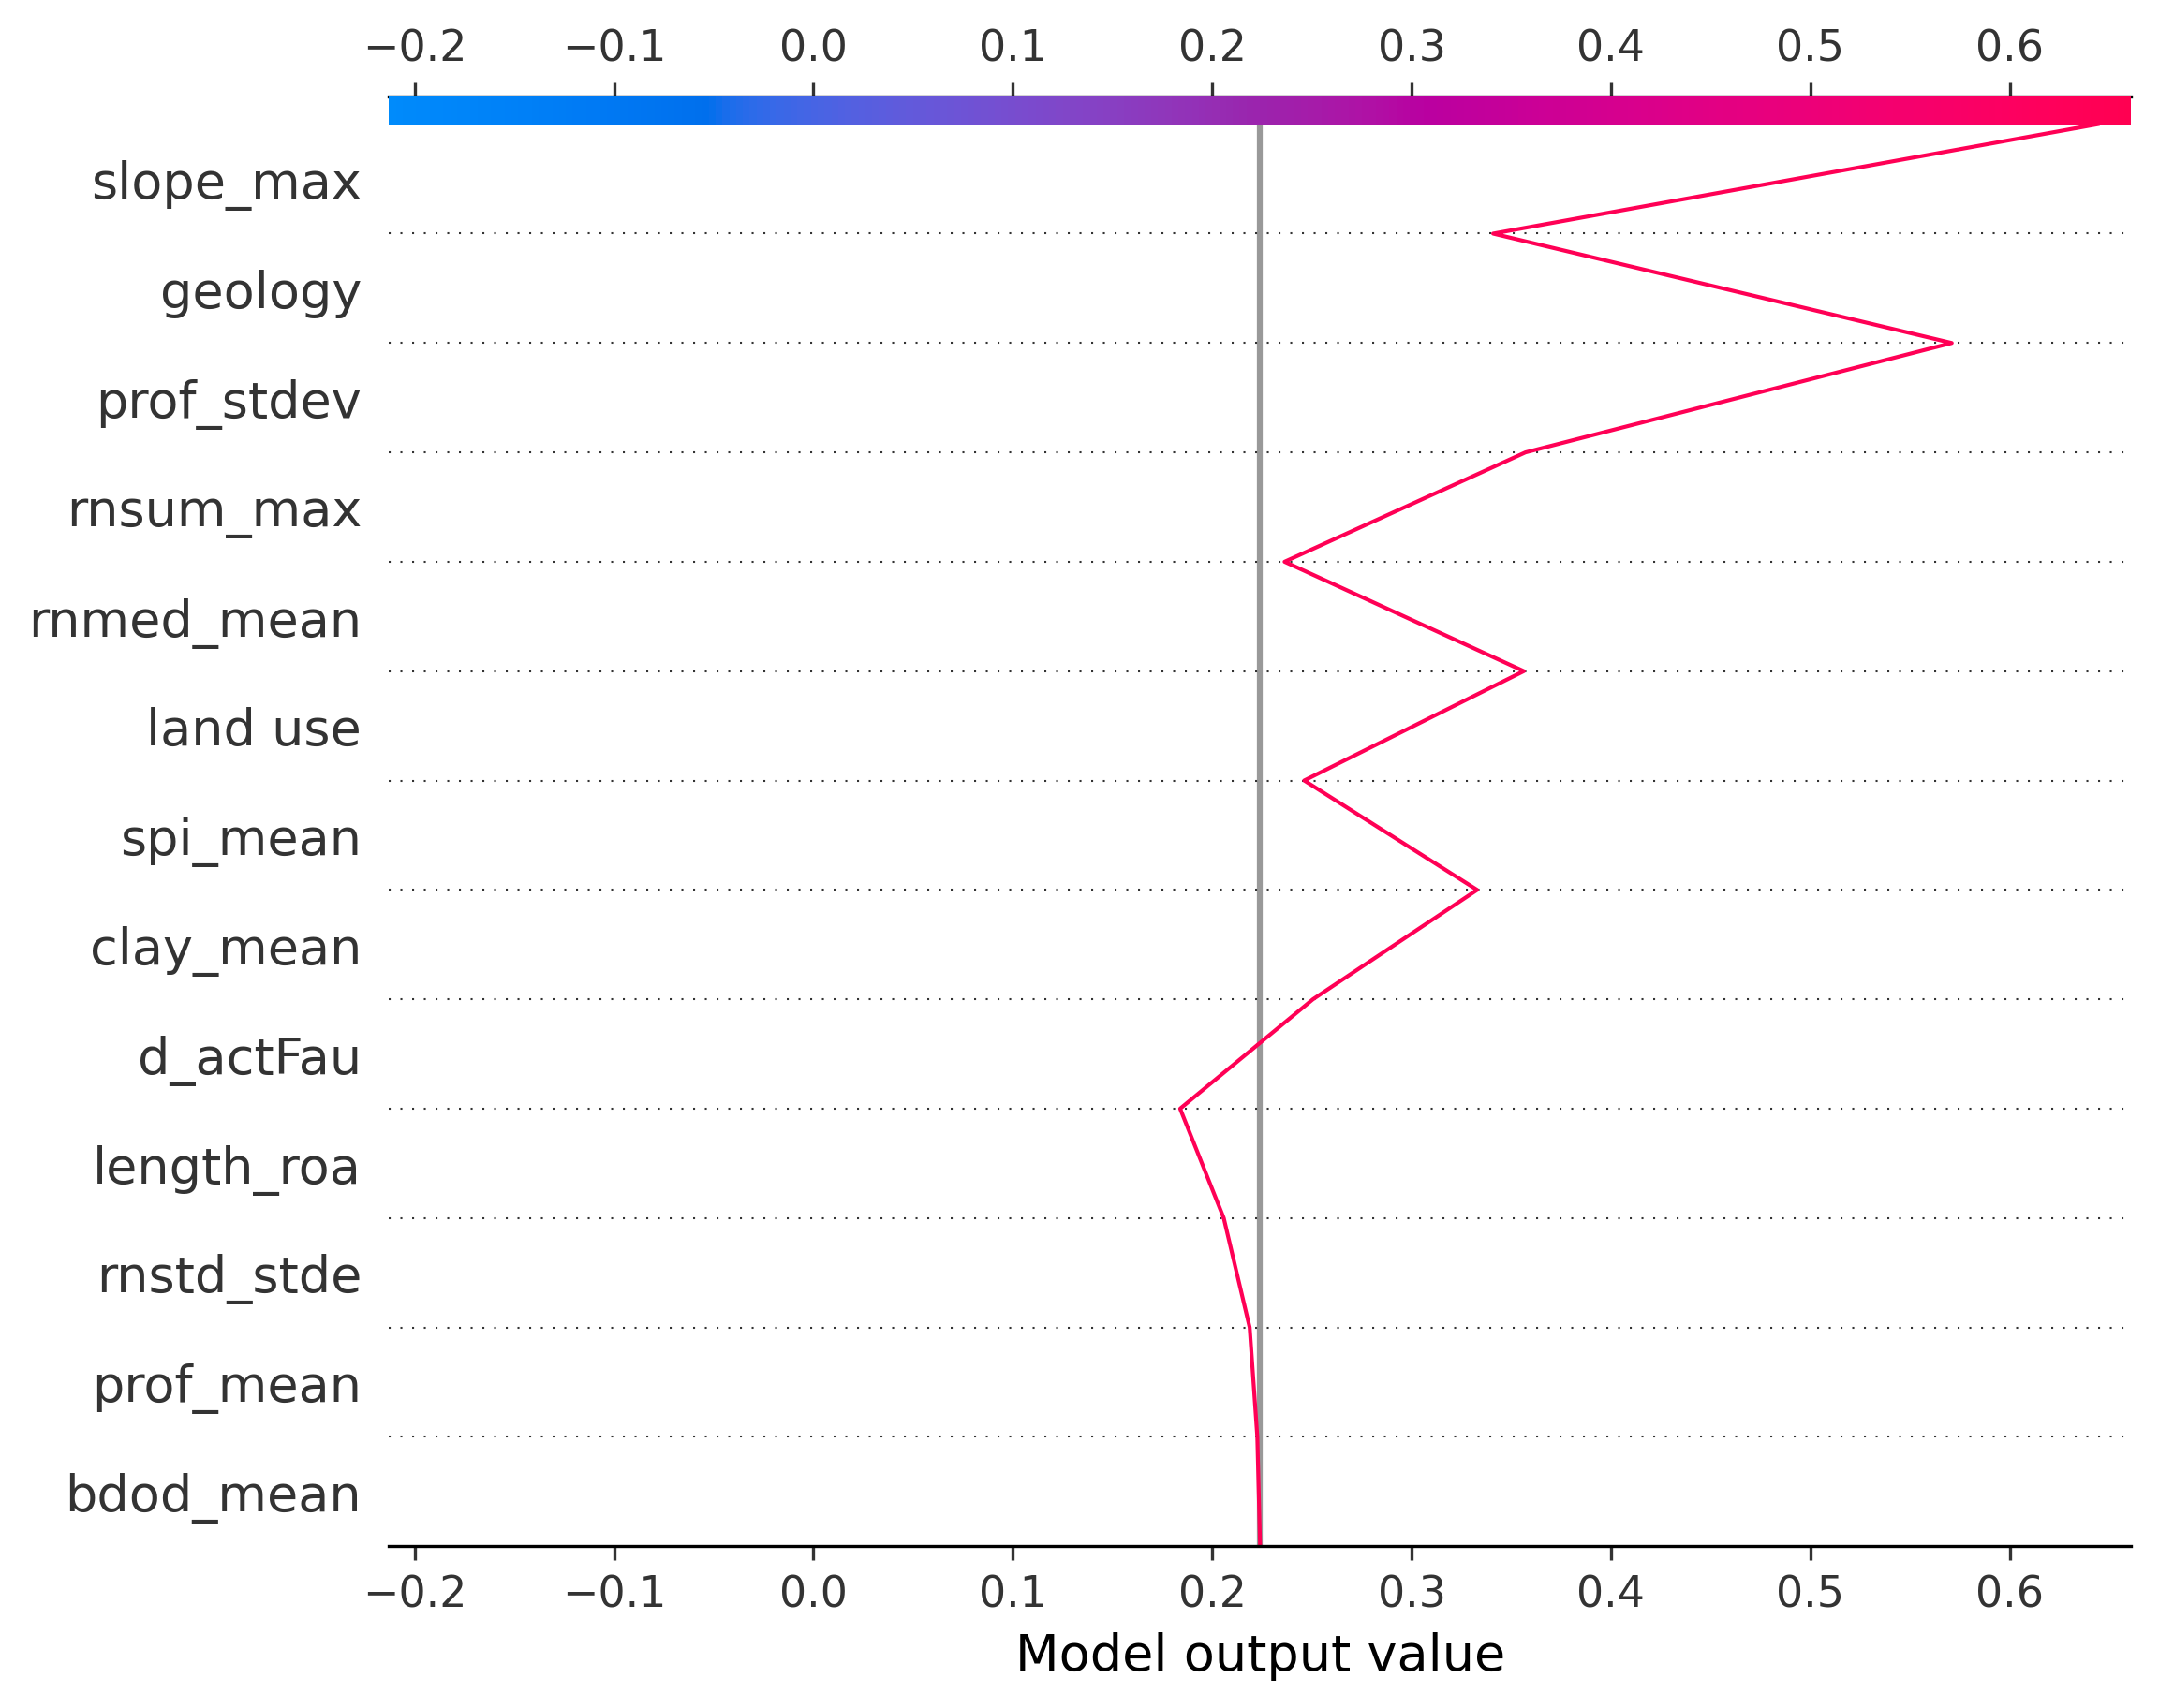 −0.2 −0.1 0.0 0.1 0.2 0.3 0.4 0.5 0.6
slope_max
geology
prof_stdev
rnsum_max
rnmed_mean
land use
spi_mean
clay_mean
d_actFau
length_roa
rnstd_stde
prof_mean
bdod_mean
−0.2 −0.1 0.0 0.1 0.2 0.3 0.4 0.5 0.6
Model output value